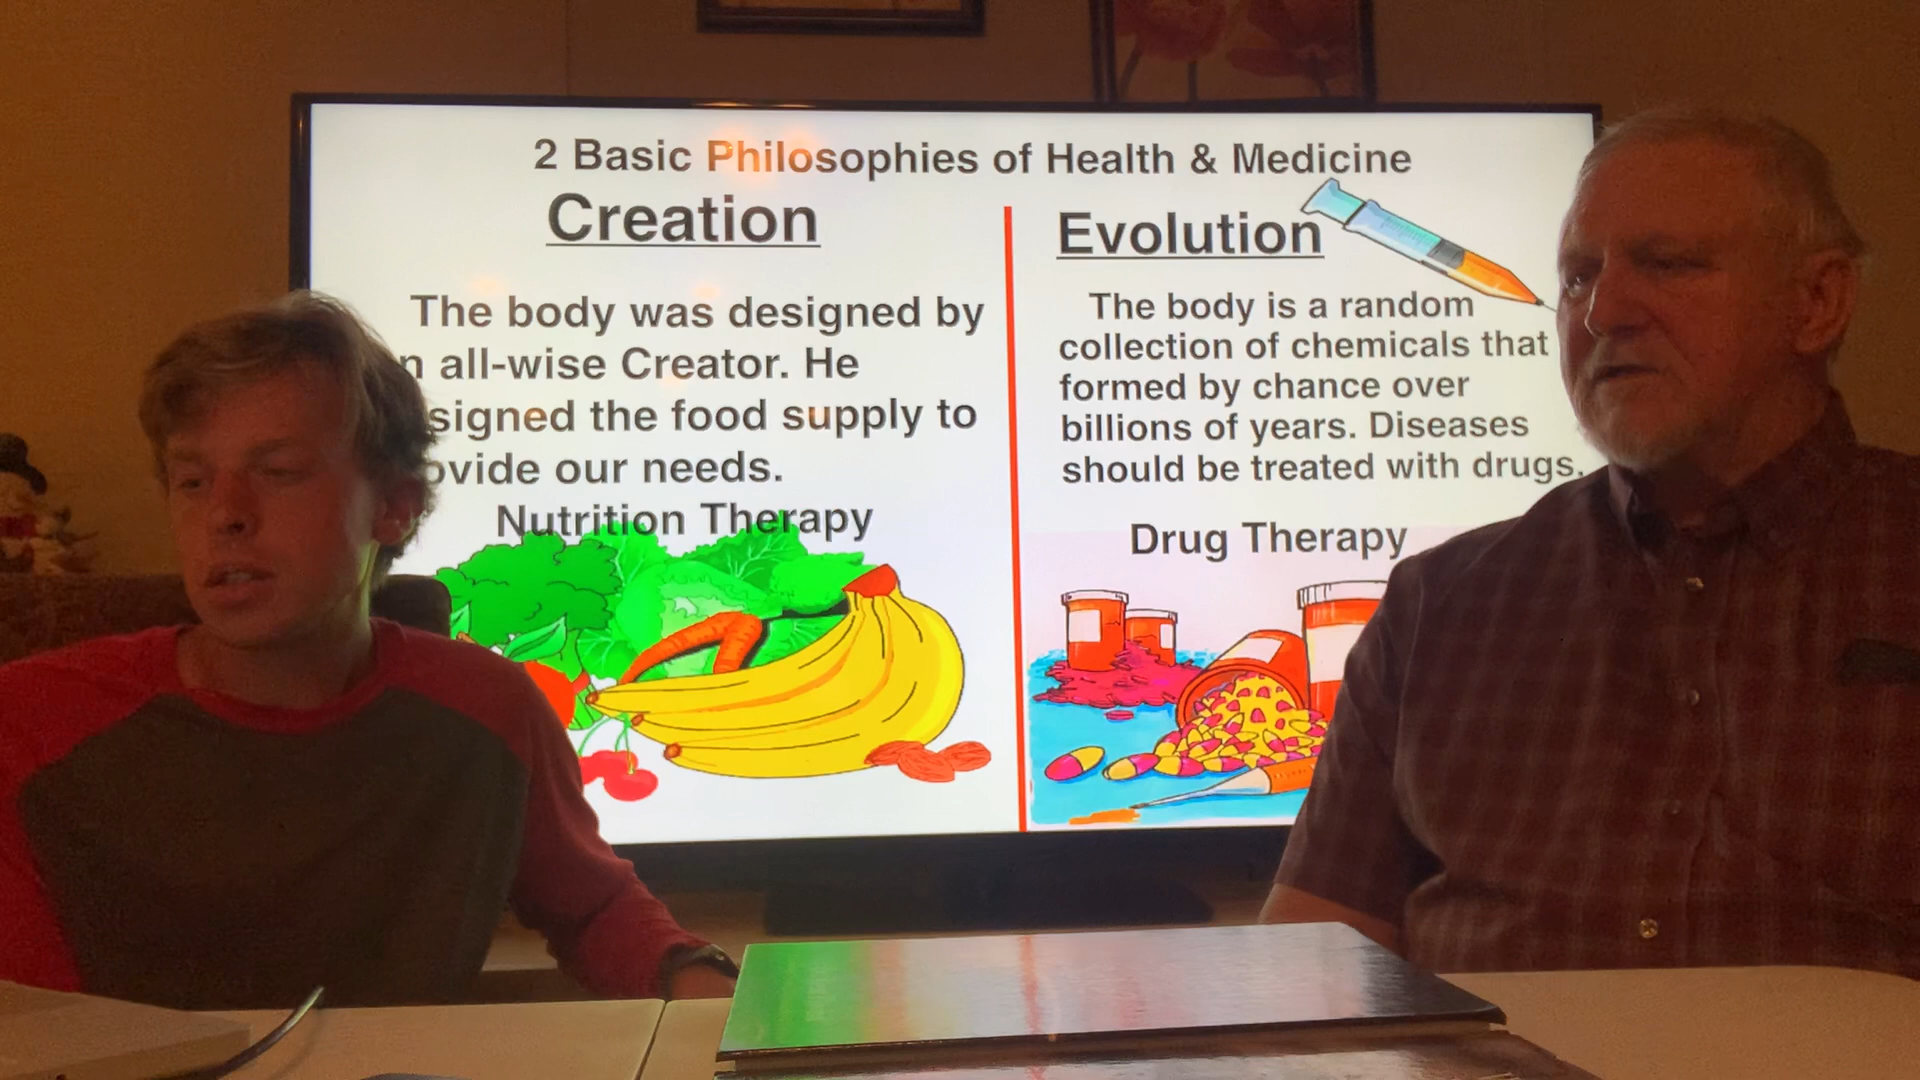 2 Basic Philosophies of Health & Medicine
Creation
The body was designed by
all-wise Creator. He
the food supply to
our needs.
Nutrition Therapy
Evolution
The body is a random
collection of chemicals that
formed by chance over
billions of years. Diseases
should be treated with drugs.
Drug Therapy